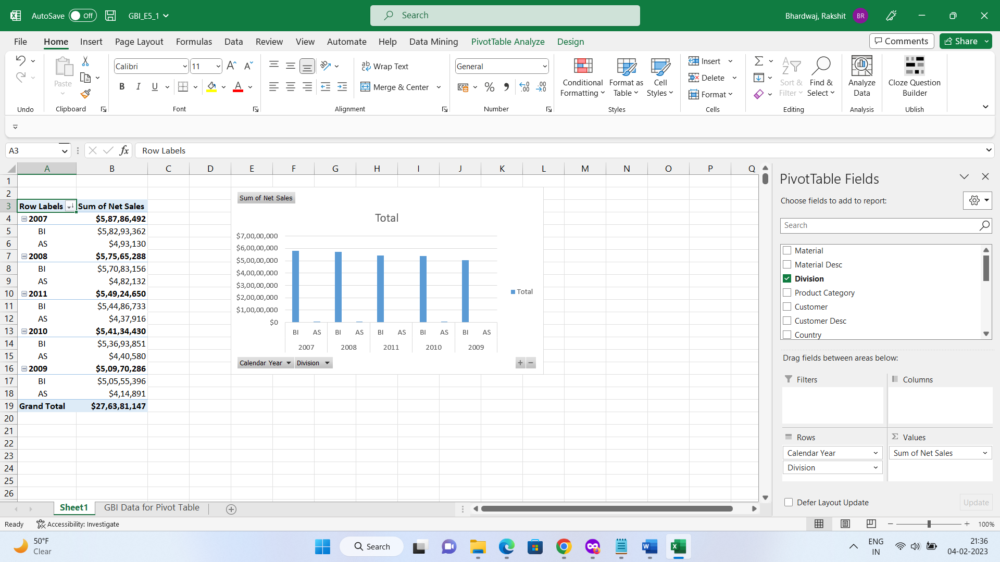 AutoSave Off GBI_E5_1 Search Bhardwaj, Rakshit BR
File Home Insert Page Layout Formulas Data Review View Automate Help Data Mining PivotTable Analyze Design Comments Share
Paste Calibri 11 A A Wrap Text General Conditional Formatting Format as Table Cell Styles Insert Delete Format Sort & Filter Find & Select Analyze Data Cloze Question Builder
B I U A Merge & Center % .00
Undo Clipboard Font Alignment Number Styles Cells Editing Analysis Ublish
A3 fx Row Labels
A B C D E F G H I J K L M N O P Q
1
2
3 Row Labels Sum of Net Sales
4 2007 $5,87,86,492
5 BI $5,82,93,362
6 AS $4,93,130
7 2008 $5,75,65,288
8 BI $5,70,83,156
9 AS $4,82,132
10 2011 $5,49,24,650
11 BI $5,44,86,733
12 AS $4,37,916
13 2010 $5,41,34,430
14 BI $5,36,93,851
15 AS $4,40,580
16 2009 $5,09,70,286
17 BI $5,05,55,396
18 AS $4,14,891
19 Grand Total $27,63,81,147
20
21
22
23
24
25
26
Sum of Net Sales
Total
$7,00,00,000
$6,00,00,000
$5,00,00,000
$4,00,00,000
$3,00,00,000
$2,00,00,000
$1,00,00,000
$0
BI AS BI AS BI AS BI AS BI AS
2007 2008 2011 2010 2009
Total
Calendar Year Division + −
PivotTable Fields
Choose fields to add to report:
Search
Material
Material Desc
Division
Product Category
Customer
Customer Desc
Country
Drag fields between areas below:
Filters Columns
Rows Σ Values
Calendar Year Sum of Net Sales
Division
Defer Layout Update Update
Sheet1 GBI Data for Pivot Table
Ready Accessibility: Investigate 100%
50°F
Clear
Search
ENG
IN
21:36
04-02-2023